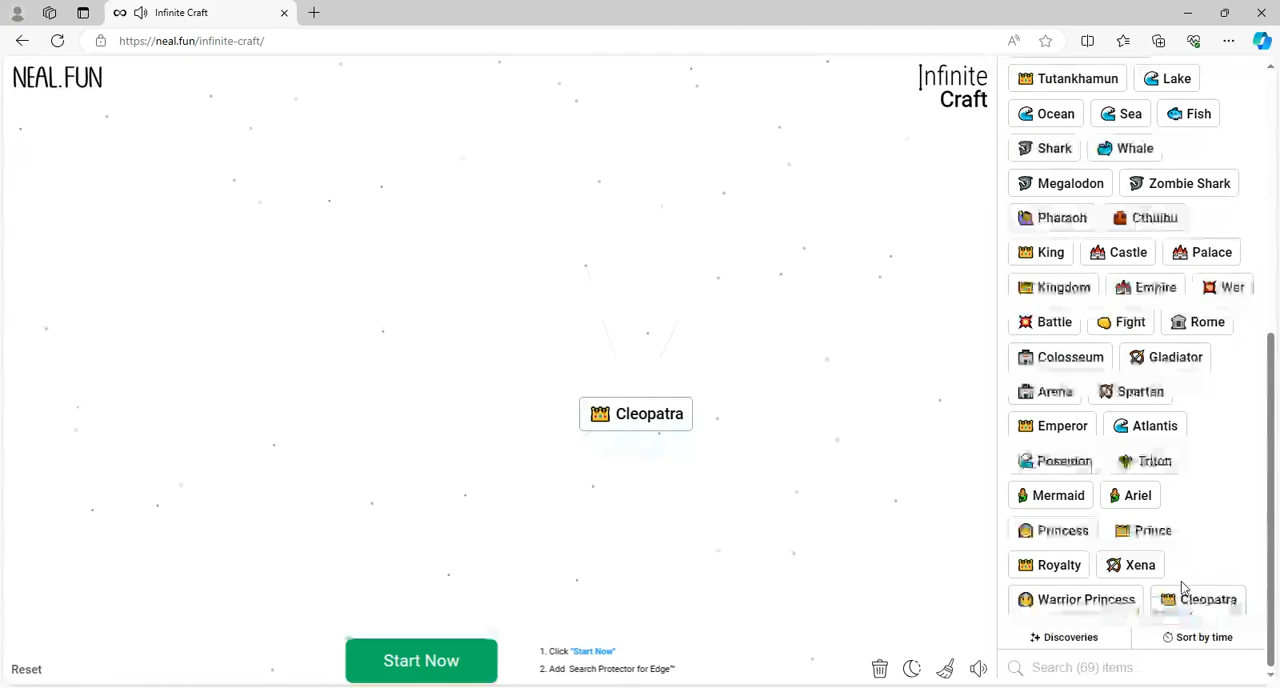 Infinite Craft
https://neal.fun/infinite-craft/
NEAL.FUN
Infinite
Craft
Tutankhamun Lake
Ocean Sea Fish
Shark Whale
Megalodon Zombie Shark
Pharaoh Cthulhu
King Castle Palace
Kingdom Empire War
Battle Fight Rome
Colosseum Gladiator
Arena Spartan
Cleopatra
Emperor Atlantis
Poseidon Triton
Mermaid Ariel
Princess Prince
Royalty Xena
Warrior Princess Cleopatra
Discoveries Sort by time
Search (69) items
Reset
Start Now
1. Click "Start Now"
2. Add Search Protector for Edge™